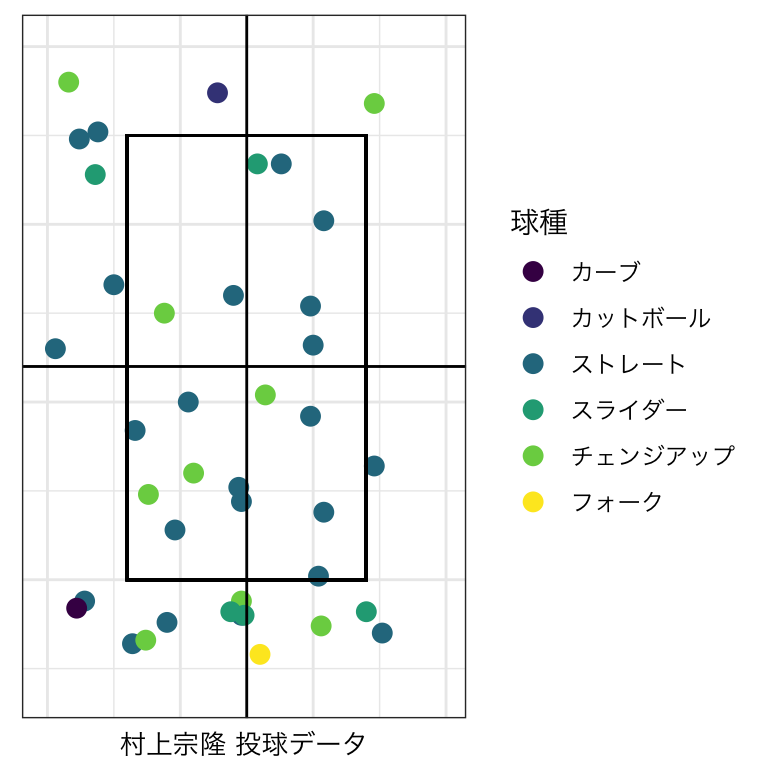 球種
カーブ
カットボール
ストレート
スライダー
チェンジアップ
フォーク
村上宗隆 投球データ